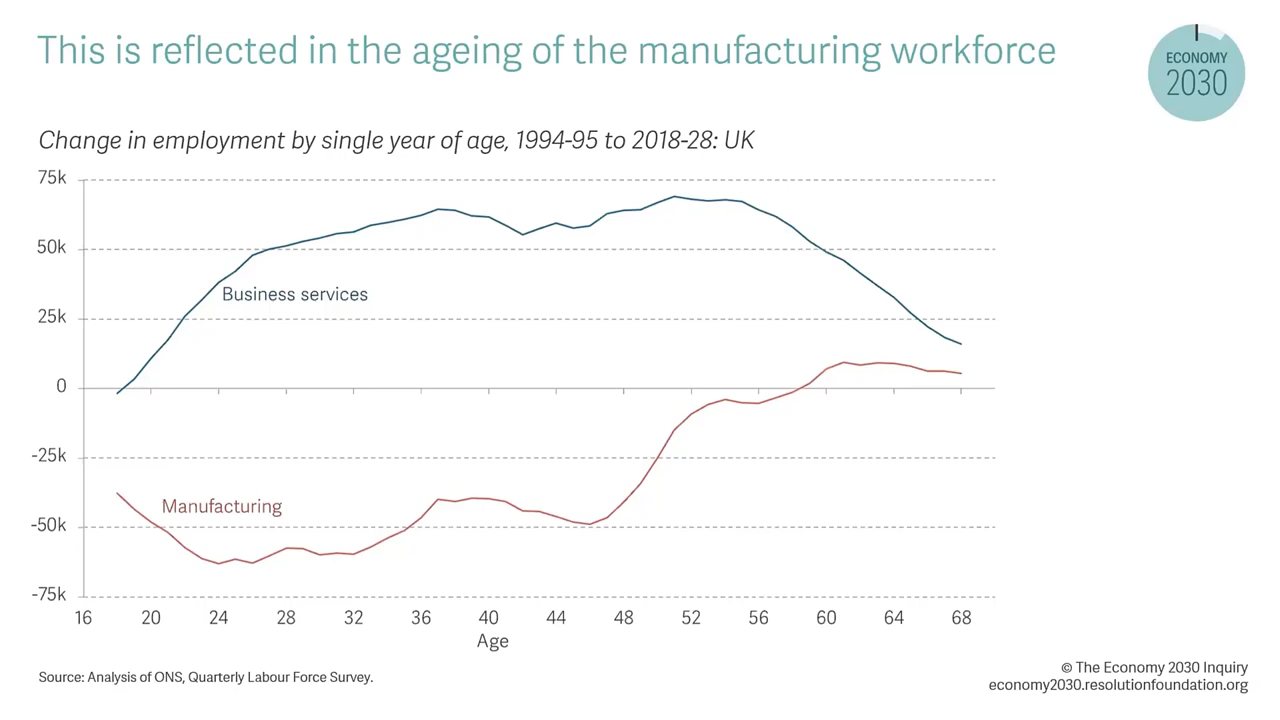 This is reflected in the ageing of the manufacturing workforce
ECONOMY
2030
Change in employment by single year of age, 1994-95 to 2018-28: UK
75k
50k
25k
0
-25k
-50k
-75k
Business services
Manufacturing
16 20 24 28 32 36 40 44 48 52 56 60 64 68
Age
Source: Analysis of ONS, Quarterly Labour Force Survey.
© The Economy 2030 Inquiry
economy2030.resolutionfoundation.org